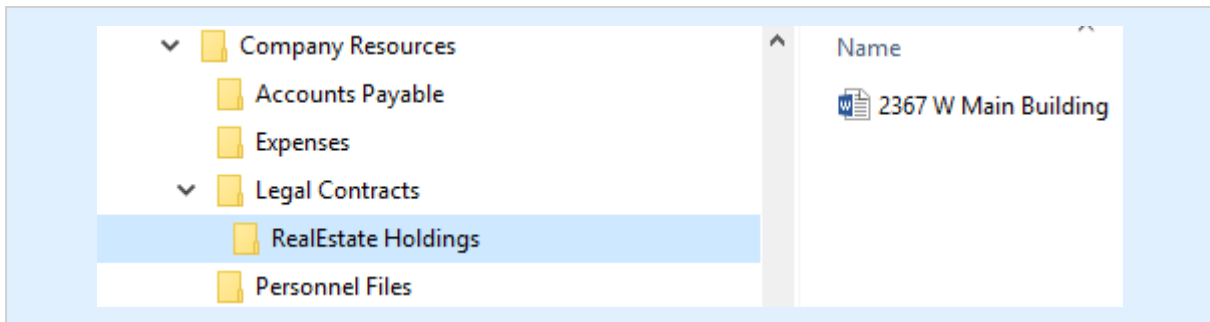 Company Resources
Accounts Payable
Expenses
Legal Contracts
RealEstate Holdings
Personnel Files
Name
2367 W Main Building